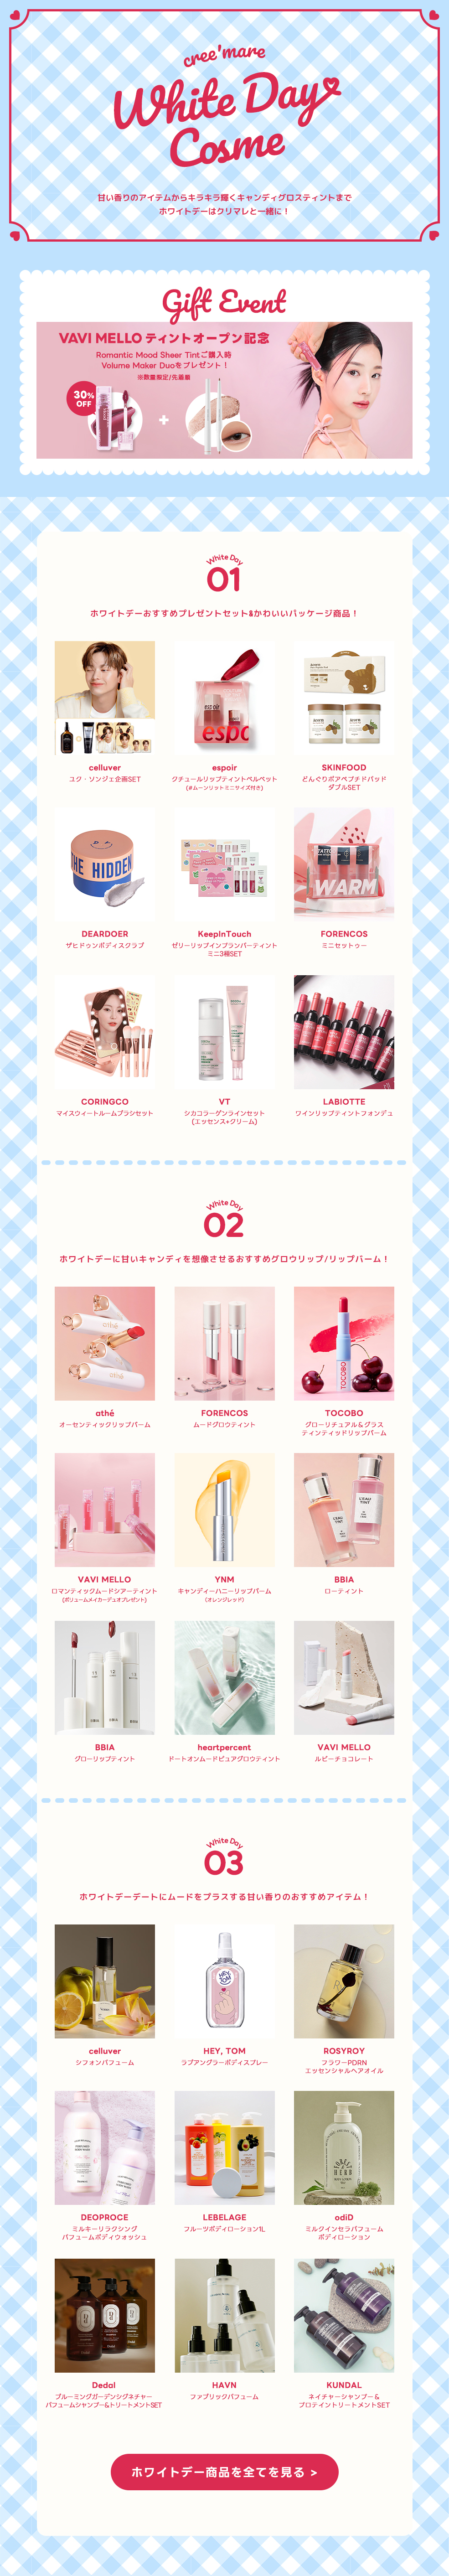 cree'mare
White Day
Cosme
甘い香りのアイテムからキラキラ輝くキャンディグロスティントまで
ホワイトデーはクリマレと一緒に！
Gift Event
VAVI MELLO ティントオープン記念
Romantic Mood Sheer Tintご購入時
Volume Maker Duoをプレゼント！
※数量限定/先着順
30%
OFF
+
White Day
01
ホワイトデーおすすめプレゼントセット&かわいいパッケージ商品！
celluver
ユク・ソンジェ企画SET
espoir
クチュールリップティントベルベット
(#ムーンリットミニサイズ付き)
SKINFOOD
どんぐりポアペプチドパッド
ダブルSET
THE HIDDEN
WARM
DEARDOER
ザヒドゥンボディスクラブ
KeepInTouch
ゼリーリップインプランパーティント
ミニ3種SET
FORENCOS
ミニセットゥー
CORINGCO
マイスウィートルームブラシセット
VT
シカコラーゲンラインセット
(エッセンス+クリーム)
LABIOTTE
ワインリップティントフォンデュ
White Day
02
ホワイトデーに甘いキャンディを想像させるおすすめグロウリップ/リップバーム！
athé
オーセンティックリップバーム
FORENCOS
ムードグロウティント
TOCOBO
TOCOBO
グローリチュアル＆グラス
ティンティッドリップバーム
VAVI MELLO
ロマンティックムードシアーティント
(ボリュームメイカーデュオプレゼント)
YNM
キャンディーハニーリップバーム
(オレンジレッド)
BBIA
ローティント
BBIA
グローリップティント
heartpercent
ドートオンムードピュアグロウティント
VAVI MELLO
ルビーチョコレート
White Day
03
ホワイトデーデートにムードをプラスする甘い香りのおすすめアイテム！
celluver
シフォンパフューム
HEY, TOM
ラブアングラーボディスプレー
ROSYROY
フラワーPDRN
エッセンシャルヘアオイル
DEOPROCE
ミルキーリラクシング
パフュームボディウォッシュ
LEBELAGE
フルーツボディローション1L
odiD
ミルクインセラパフューム
ボディローション
Dedal
ブルーミングガーデンシグネチャー
パフュームシャンプー&トリートメントSET
HAVN
ファブリックパフューム
KUNDAL
ネイチャーシャンプー＆
プロテイントリートメントSET
ホワイトデー商品を全てを見る >